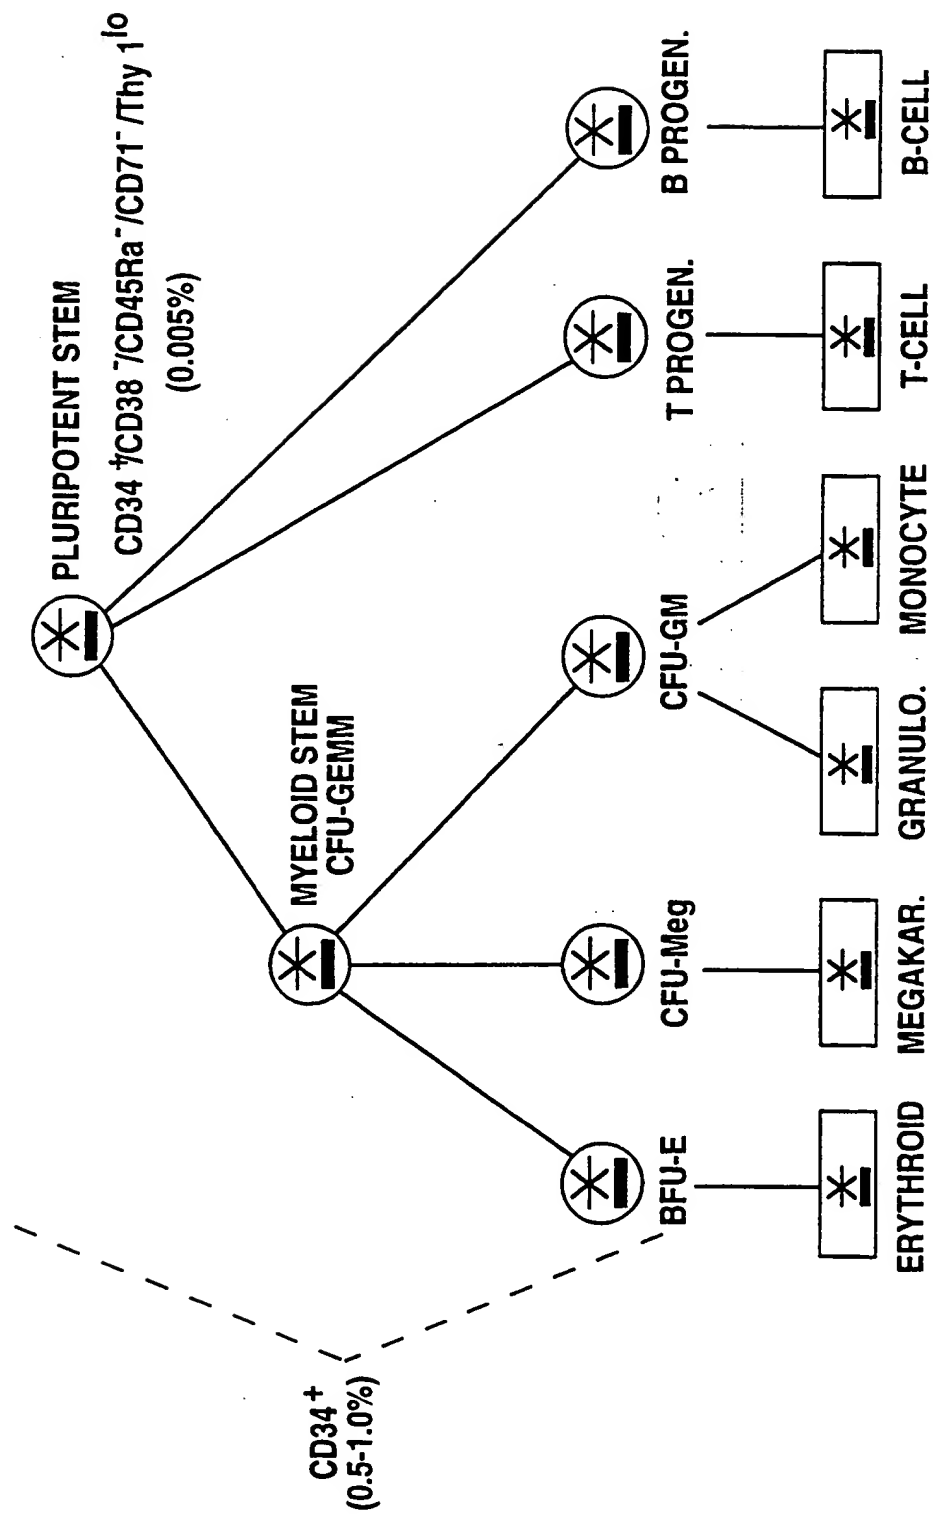 PLURIPOTENT STEM
CD34⁺/CD38⁻/CD45Ra⁻/CD71⁻/Thy 1ˡᵒ
(0.005%)
MYELOID STEM
CFU-GEMM
CD34⁺
(0.5-1.0%)
BFU-E
CFU-Meg
CFU-GM
T PROGEN.
B PROGEN.
ERYTHROID
MEGAKAR.
GRANULO.
MONOCYTE
T-CELL
B-CELL